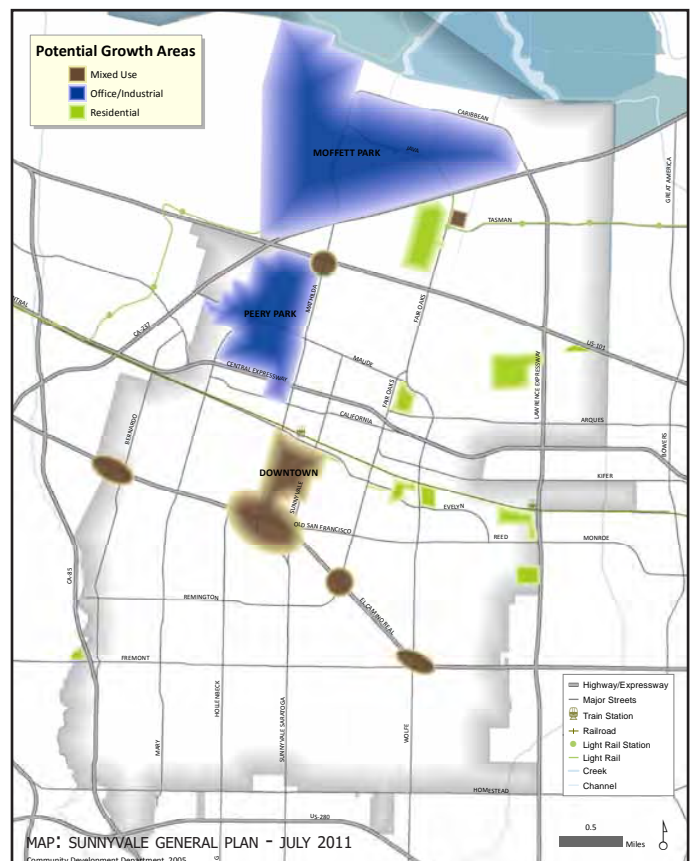 Potential Growth Areas
Mixed Use
Office/Industrial
Residential
CARIBBEAN
JAVA
MOFFETT PARK
GREAT AMERICA
TASMAN
MATHILDA
FAIR OAKS
PEERY PARK
CA-237
US-101
MAUDE
CENTRAL EXPRESSWAY
LAWRENCE EXPRESSWAY
FAIR OAKS
CALIFORNIA
ARQUES
BERNARDO
BOWERS
DOWNTOWN
KIFER
SUNNYVALE
EVELYN
OLD SAN FRANCISCO
REED
MONROE
CA-85
REMINGTON
EL CAMINO REAL
FREMONT
HOLLENBECK
SUNNYVALE SARATOGA
MARY
WOLFE
HOMESTEAD
US-280
Highway/Expressway
Major Streets
Train Station
Railroad
Light Rail Station
Light Rail
Creek
Channel
0.5
Miles
MAP: SUNNYVALE GENERAL PLAN - JULY 2011
Community Development Department, 2005